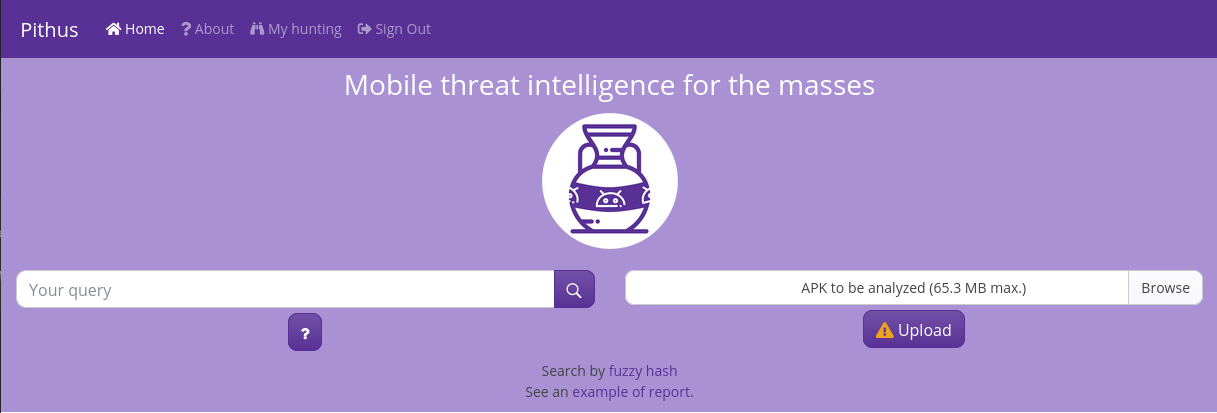 Pithus Home ? About My hunting Sign Out
Mobile threat intelligence for the masses
Your query
APK to be analyzed (65.3 MB max.) Browse
?
Upload
Search by fuzzy hash
See an example of report.